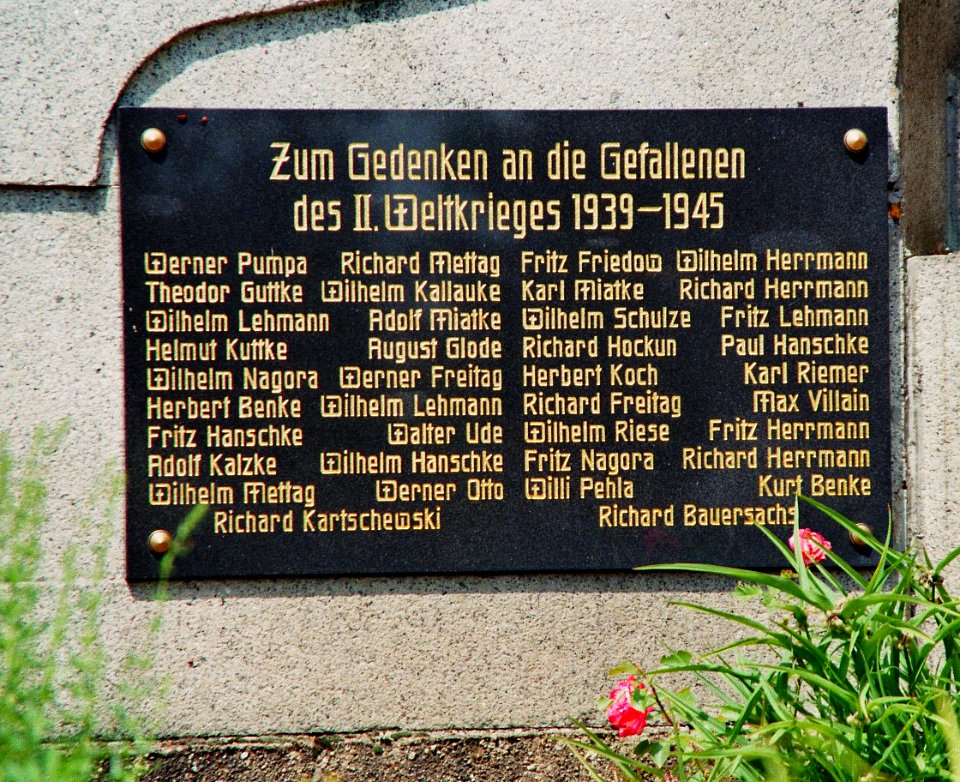 Zum Gedenken an die Gefallenen
des II. Weltkrieges 1939-1945
Werner Pumpa Richard Mettag Fritz Friedow Wilhelm Herrmann
Theodor Guttke Wilhelm Kallauke Karl Miatke Richard Herrmann
Wilhelm Lehmann Adolf Miatke Wilhelm Schulze Fritz Lehmann
Helmut Kuttke August Glode Richard Hockun Paul Hanschke
Wilhelm Nagora Werner Freitag Herbert Koch Karl Riemer
Herbert Benke Wilhelm Lehmann Richard Freitag Max Villain
Fritz Hanschke Walter Ude Wilhelm Riese Fritz Herrmann
Adolf Kalzke Wilhelm Hanschke Fritz Nagora Richard Herrmann
Wilhelm Mettag Werner Otto Willi Pehla Kurt Benke
Richard Kartschewski Richard Bauersachs